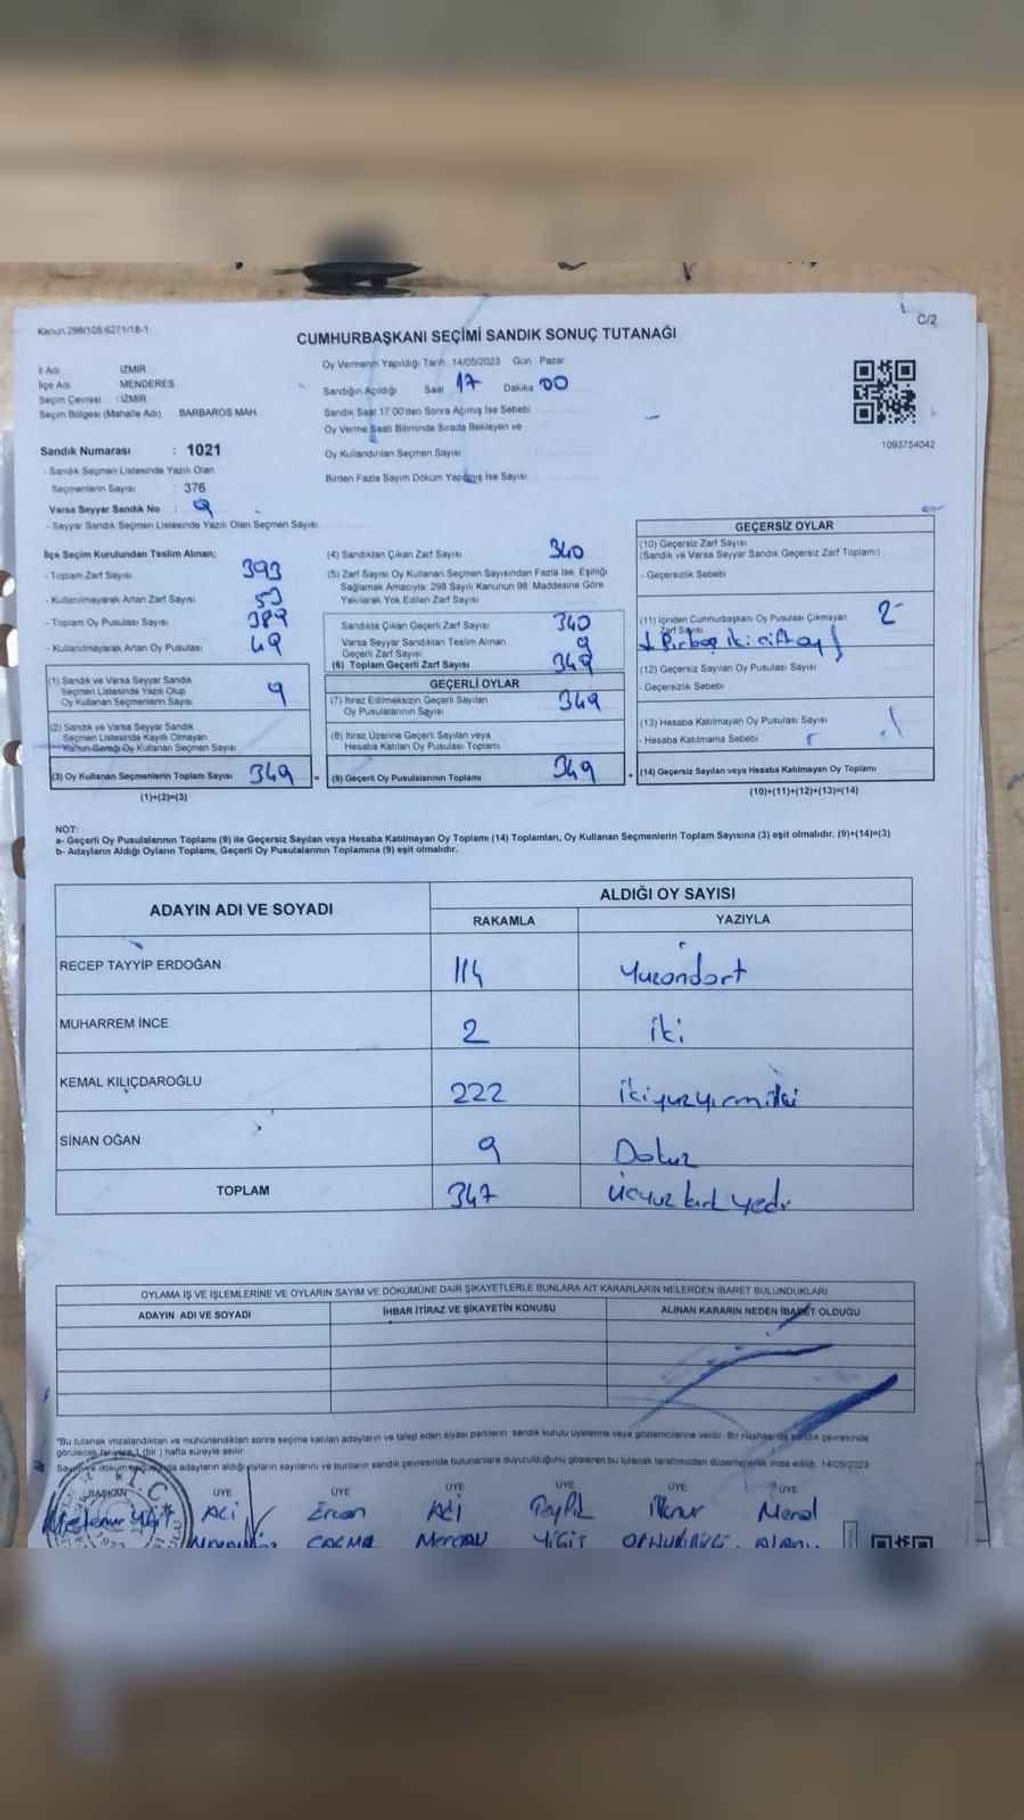 Kanun 298/105 6271/18-1
C/2
CUMHURBAŞKANI SEÇİMİ SANDIK SONUÇ TUTANAĞI
İl Adı İZMİR
İlçe Adı MENDERES
Seçim Çevresi : İZMİR
Seçim Bölgesi (Mahalle Adı) BARBAROS MAH.
Oy Vermenin Yapıldığı Tarih 14/05/2023 Gün Pazar
Sandığın Açıldığı Saat 17 Dakika 00
Sandık Saat 17:00'den Sonra Açılmış İse Sebebi
Oy Verme Saati Bitiminde Sırada Bekleyen ve
Oy Kullandırılan Seçmen Sayısı
Birden Fazla Sayım Döküm Yapılmış İse Sayısı
1093754042
Sandık Numarası : 1021
- Sandık Seçmen Listesinde Yazılı Olan
Seçmenlerin Sayısı : 376
Varsa Seyyar Sandık No : 9
- Seyyar Sandık Seçmen Listesinde Yazılı Olan Seçmen Sayısı
İlçe Seçim Kurulundan Teslim Alınan;
- Toplam Zarf Sayısı 393
- Kullanılmayarak Artan Zarf Sayısı 53
- Toplam Oy Pusulası Sayısı 389
- Kullanılmayarak Artan Oy Pusulası 49
(1) Sandık ve Varsa Seyyar Sandık
Seçmen Listesinde Yazılı Olup
Oy Kullanan Seçmenlerin Sayısı 9
(2) Sandık ve Varsa Seyyar Sandık
Seçmen Listesinde Kayıtlı Olmayan
Kanun Gereği Oy Kullanan Seçmen Sayısı
(3) Oy Kullanan Seçmenlerin Toplam Sayısı 349
(1)+(2)=(3)
(4) Sandıktan Çıkan Zarf Sayısı 340
(5) Zarf Sayısı Oy Kullanan Seçmen Sayısından Fazla İse, Eşitliği
Sağlamak Amacıyla; 298 Sayılı Kanunun 98. Maddesine Göre
Yakılarak Yok Edilen Zarf Sayısı
Sandıkta Çıkan Geçerli Zarf Sayısı 340
Varsa Seyyar Sandıktan Teslim Alınan
Geçerli Zarf Sayısı 9
(6) Toplam Geçerli Zarf Sayısı 349
GEÇERLİ OYLAR
(7) İtiraz Edilmeksizin Geçerli Sayılan
Oy Pusulalarının Sayısı 349
(8) İtiraz Üzerine Geçerli Sayılan veya
Hesaba Katılan Oy Pusulası Toplamı
= (9) Geçerli Oy Pusulalarının Toplamı 349
GEÇERSİZ OYLAR
(10) Geçersiz Zarf Sayısı
(Sandık ve Varsa Seyyar Sandık Geçersiz Zarf Toplamı)
- Geçersizlik Sebebi
(11) İçinden Cumhurbaşkanı Oy Pusulası Çıkmayan
Zarf Sayısı 2-
(12) Geçersiz Sayılan Oy Pusulası Sayısı
- Geçersizlik Sebebi
(13) Hesaba Katılmayan Oy Pusulası Sayısı
- Hesaba Katılmama Sebebi
+ (14) Geçersiz Sayılan veya Hesaba Katılmayan Oy Toplamı
(10)+(11)+(12)+(13)=(14)
NOT:
a- Geçerli Oy Pusulalarının Toplamı (9) ile Geçersiz Sayılan veya Hesaba Katılmayan Oy Toplamı (14) Toplamları, Oy Kullanan Seçmenlerin Toplam Sayısına (3) eşit olmalıdır. (9)+(14)=(3)
b- Adayların Aldığı Oyların Toplamı, Geçerli Oy Pusulalarının Toplamına (9) eşit olmalıdır.
ADAYIN ADI VE SOYADI ALDIĞI OY SAYISI
RAKAMLA YAZIYLA
RECEP TAYYİP ERDOĞAN 114 Yuzondört
MUHARREM İNCE 2 iki
KEMAL KILIÇDAROĞLU 222 ikiyuzyirmiiki
SİNAN OĞAN 9 Dokuz
TOPLAM 347 üçyuz kırk yedi
OYLAMA İŞ VE İŞLEMLERİNE VE OYLARIN SAYIM VE DÖKÜMÜNE DAİR ŞİKAYETLERLE BUNLARA AİT KARARLARIN NELERDEN İBARET BULUNDUKLARI
ADAYIN ADI VE SOYADI İHBAR İTİRAZ VE ŞİKAYETİN KONUSU ALINAN KARARIN NEDEN İBARET OLDUĞU
*Bu tutanak imzalandıktan ve mühürlendikten sonra seçime katılan adayların ve talep eden siyasi partilerin sandık kurulu üyelerine veya gözlemcilerine verilir. Bir nüshası da sandık çevresinde
görülecek bir yere 1 (bir) hafta süreyle asılır.
adayların aldığı oyların sayılarını ve bunların sandık çevresinde bulunanlara duyurulduğunu gösteren bu tutanak tarafımızdan düzenlenerek imza edildi. 14/05/2023
BAŞKAN ÜYE ÜYE ÜYE ÜYE ÜYE ÜYE
Yiğit Ali Ercan Ali Tayfik İlknur Meral
Mercan YİĞİT